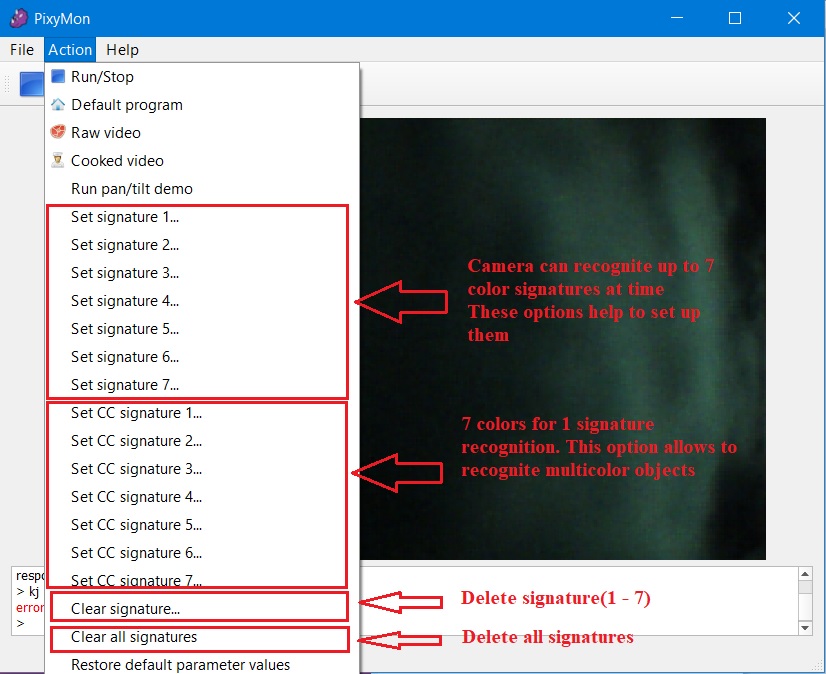 PixyMon
File Action Help
Run/Stop
Default program
Raw video
Cooked video
Run pan/tilt demo
Set signature 1...
Set signature 2...
Set signature 3...
Set signature 4...
Set signature 5...
Set signature 6...
Set signature 7...
Set CC signature 1...
Set CC signature 2...
Set CC signature 3...
Set CC signature 4...
Set CC signature 5...
Set CC signature 6...
Set CC signature 7...
Clear signature...
Clear all signatures
Restore default parameter values
Camera can recognite up to 7
color signatures at time
These options help to set up
them
7 colors for 1 signature
recognition. This option allows to
recognite multicolor objects
Delete signature(1 - 7)
Delete all signatures
> kj
error
>